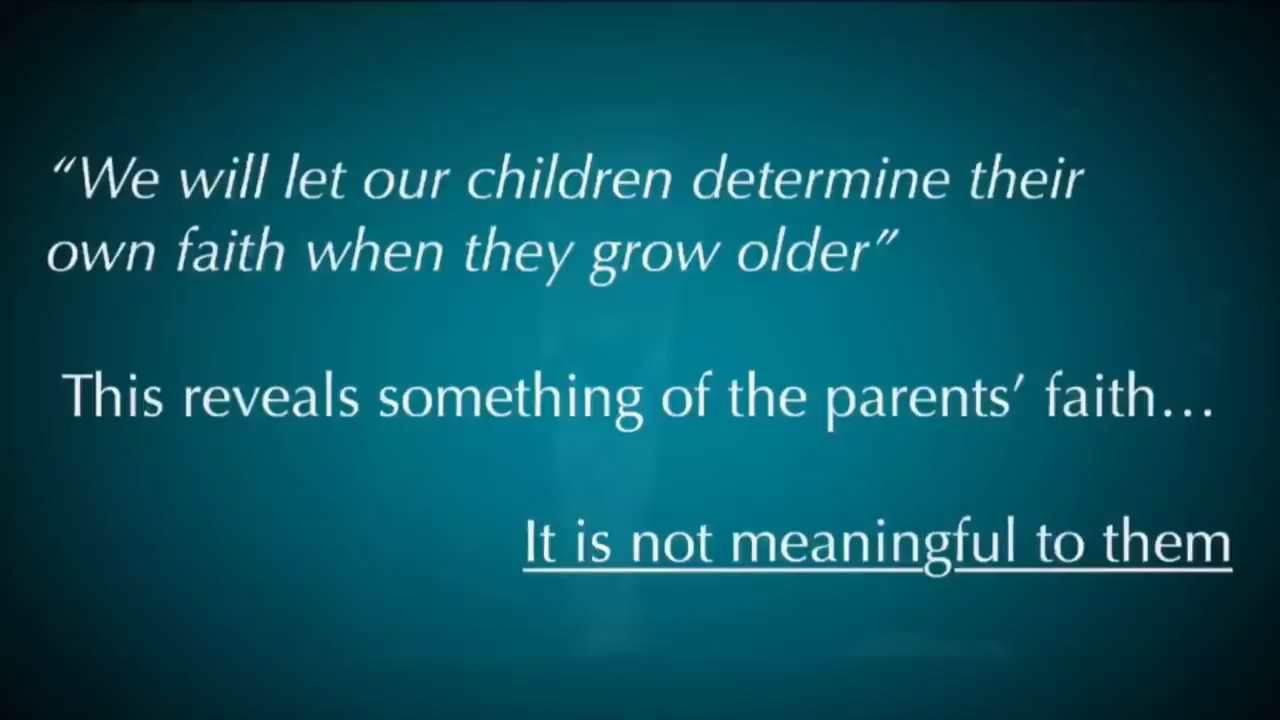 “We will let our children determine their
own faith when they grow older”
This reveals something of the parents’ faith…
It is not meaningful to them